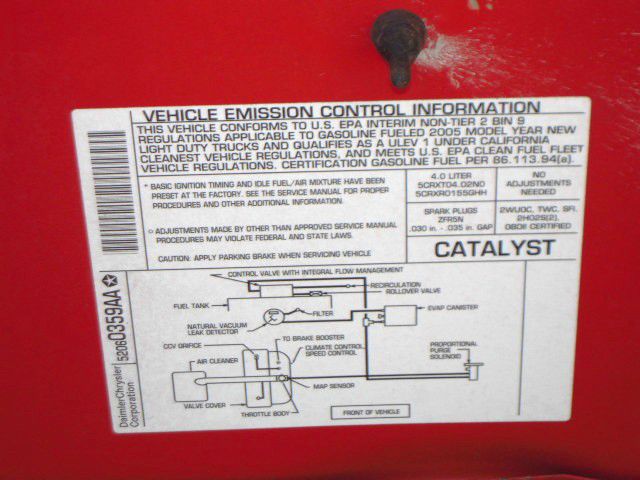 VEHICLE EMISSION CONTROL INFORMATION
THIS VEHICLE CONFORMS TO U.S. EPA INTERIM NON-TIER 2 BIN 9
REGULATIONS APPLICABLE TO GASOLINE FUELED 2005 MODEL YEAR NEW
LIGHT DUTY TRUCKS AND QUALIFIES AS A ULEV 1 UNDER CALIFORNIA
CLEANEST VEHICLE REGULATIONS, AND MEETS U.S. EPA CLEAN FUEL FLEET
VEHICLE REGULATIONS. CERTIFICATION GASOLINE FUEL PER 86.113.94(a).
* BASIC IGNITION TIMING AND IDLE FUEL/AIR MIXTURE HAVE BEEN
PRESET AT THE FACTORY. SEE THE SERVICE MANUAL FOR PROPER
PROCEDURES AND OTHER ADDITIONAL INFORMATION.
○ ADJUSTMENTS MADE BY OTHER THAN APPROVED SERVICE MANUAL
PROCEDURES MAY VIOLATE FEDERAL AND STATE LAWS.
CAUTION: APPLY PARKING BRAKE WHEN SERVICING VEHICLE
4.0 LITER
5CRXT04.02N0
5CRXR0155GHH
NO
ADJUSTMENTS
NEEDED
SPARK PLUGS
ZFR5N
.030 in. - .035 in. GAP
2WUOC, TWC, SFI,
2HO2S(2),
OBDII CERTIFIED
CATALYST
CONTROL VALVE WITH INTEGRAL FLOW MANAGEMENT
RECIRCULATION
ROLLOVER VALVE
FUEL TANK
FILTER
EVAP CANISTER
NATURAL VACUUM
LEAK DETECTOR
CCV ORIFICE
TO BRAKE BOOSTER
CLIMATE CONTROL,
SPEED CONTROL
PROPORTIONAL
PURGE
SOLENOID
AIR CLEANER
MAP SENSOR
VALVE COVER
THROTTLE BODY
FRONT OF VEHICLE
52060359AA
DaimlerChrysler
Corporation